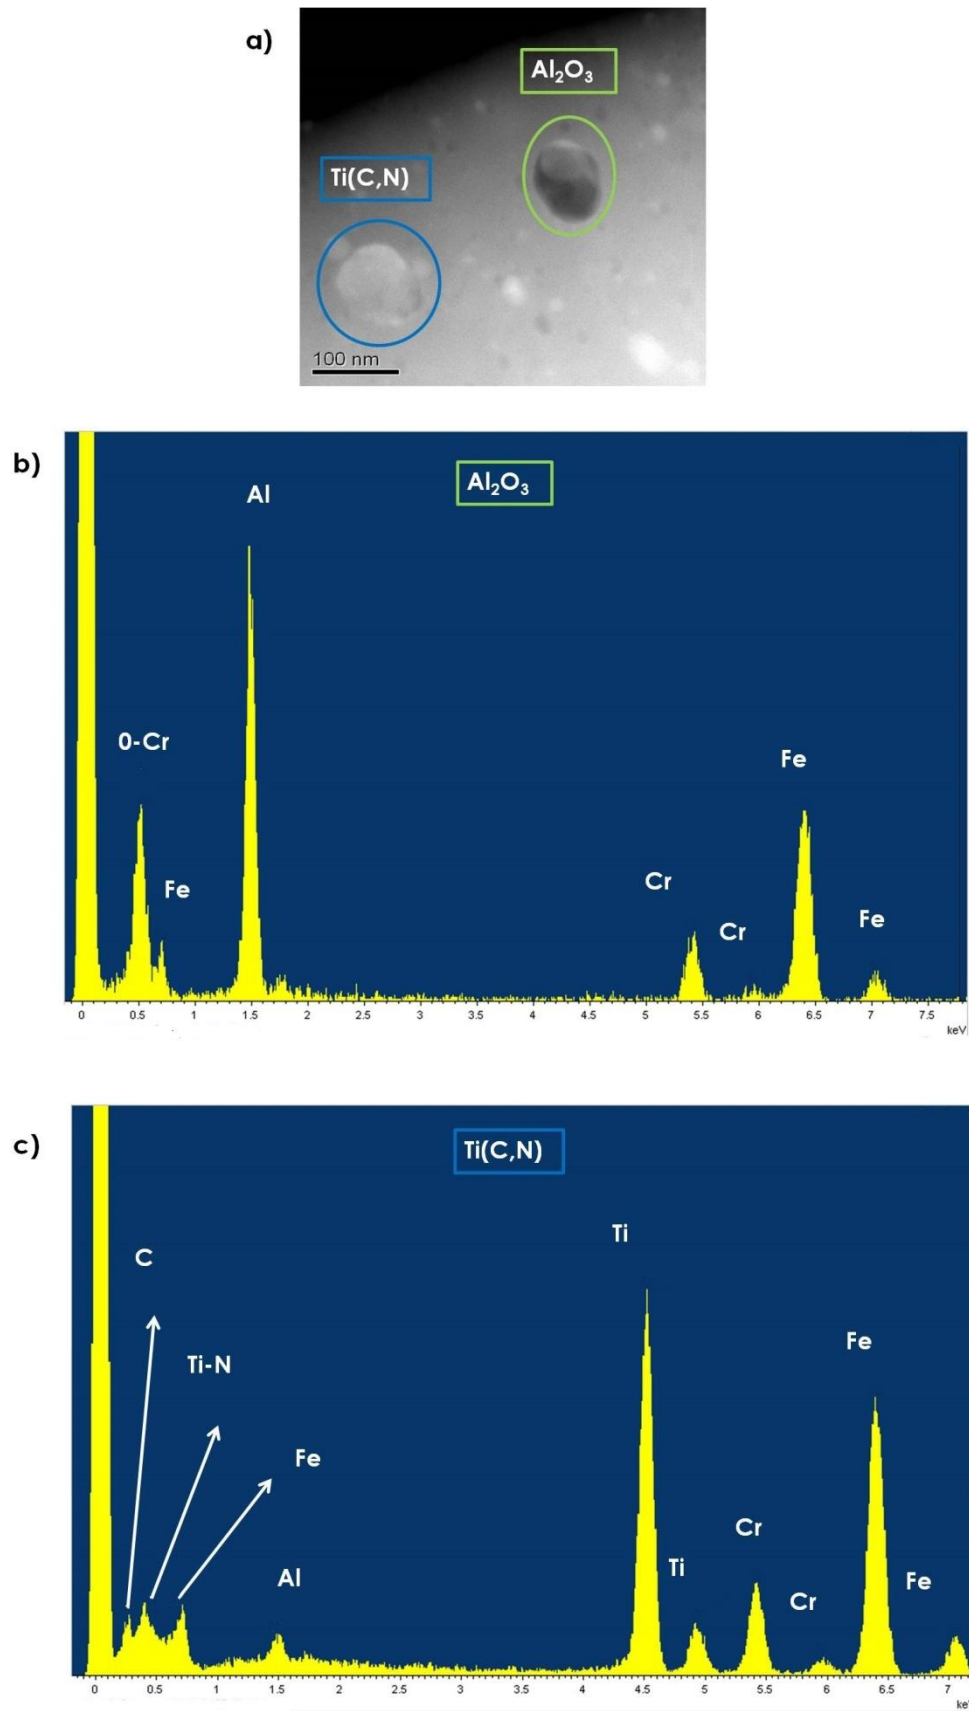 a)
Al₂O₃
Ti(C,N)
100 nm
b)
Al₂O₃
Al
0-Cr
Fe
Cr
Cr
Fe
Fe
0 0.5 1 1.5 2 2.5 3 3.5 4 4.5 5 5.5 6 6.5 7 7.5
keV
c)
Ti(C,N)
C
Ti-N
Fe
Al
Ti
Ti
Cr
Cr
Fe
Fe
0 0.5 1 1.5 2 2.5 3 3.5 4 4.5 5 5.5 6 6.5 7
ke